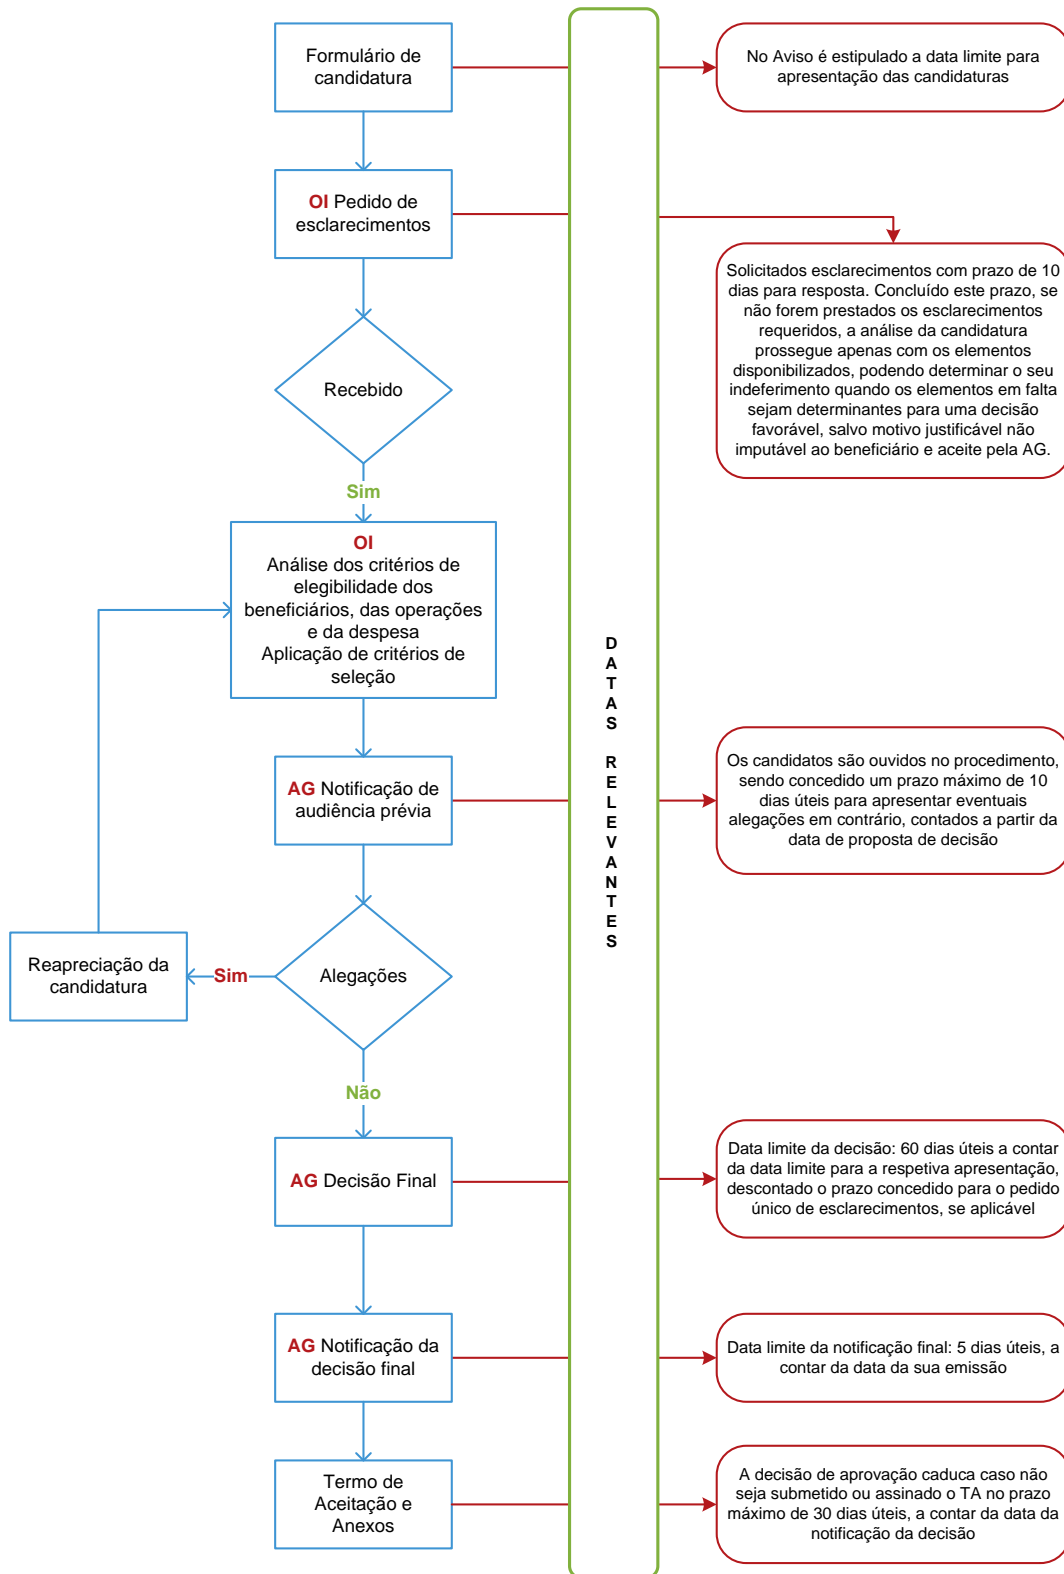 Formulário de
candidatura
No Aviso é estipulado a data limite para
apresentação das candidaturas
OI Pedido de
esclarecimentos
Solicitados esclarecimentos com prazo de 10
dias para resposta. Concluído este prazo, se
não forem prestados os esclarecimentos
requeridos, a análise da candidatura
prossegue apenas com os elementos
disponibilizados, podendo determinar o seu
indeferimento quando os elementos em falta
sejam determinantes para uma decisão
favorável, salvo motivo justificável não
imputável ao beneficiário e aceite pela AG.
Recebido
Sim
OI
Análise dos critérios de
elegibilidade dos
beneficiários, das operações
e da despesa
Aplicação de critérios de
seleção
DATAS RELEVANTES
AG Notificação de
audiência prévia
Os candidatos são ouvidos no procedimento,
sendo concedido um prazo máximo de 10
dias úteis para apresentar eventuais
alegações em contrário, contados a partir da
data de proposta de decisão
Alegações
Sim
Reapreciação da
candidatura
Não
AG Decisão Final
Data limite da decisão: 60 dias úteis a contar
da data limite para a respetiva apresentação,
descontado o prazo concedido para o pedido
único de esclarecimentos, se aplicável
AG Notificação da
decisão final
Data limite da notificação final: 5 dias úteis, a
contar da data da sua emissão
Termo de
Aceitação e
Anexos
A decisão de aprovação caduca caso não
seja submetido ou assinado o TA no prazo
máximo de 30 dias úteis, a contar da data da
notificação da decisão